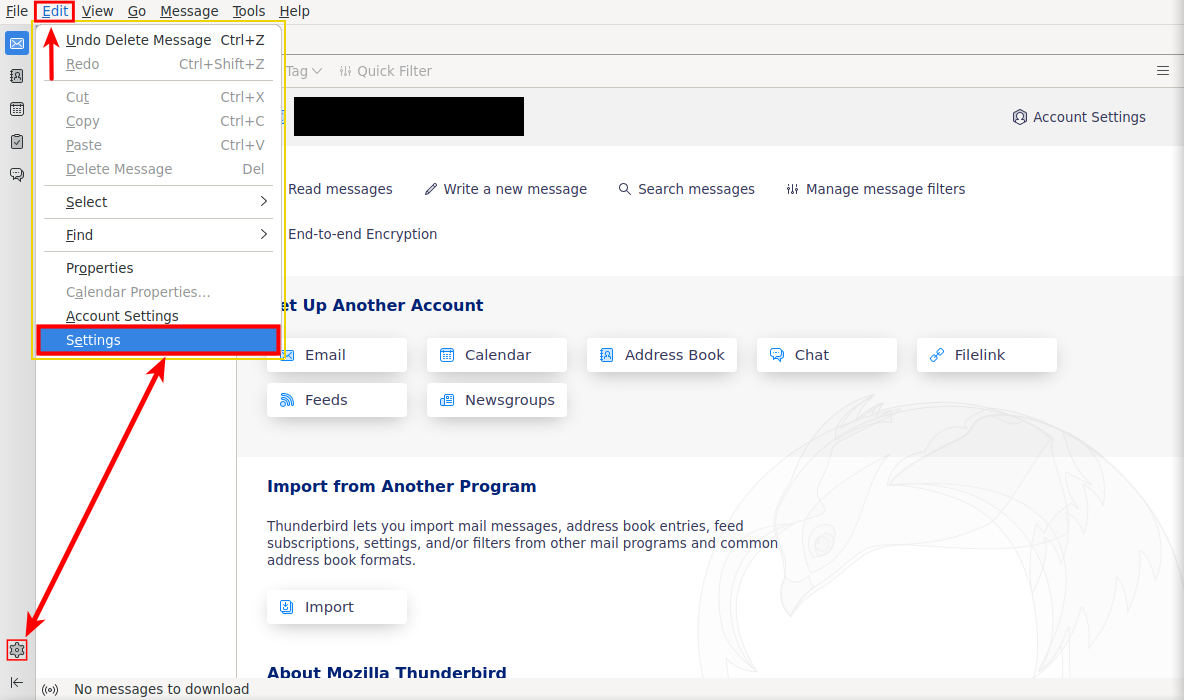 File Edit View Go Message Tools Help
Undo Delete Message Ctrl+Z
Redo Ctrl+Shift+Z
Cut Ctrl+X
Copy Ctrl+C
Paste Ctrl+V
Delete Message Del
Select
Find
Properties
Calendar Properties...
Account Settings
Settings
Tag Quick Filter
Account Settings
Read messages Write a new message Search messages Manage message filters
End-to-end Encryption
et Up Another Account
Email Calendar Address Book Chat Filelink
Feeds Newsgroups
Import from Another Program
Thunderbird lets you import mail messages, address book entries, feed
subscriptions, settings, and/or filters from other mail programs and common
address book formats.
Import
About Mozilla Thunderbird
No messages to download